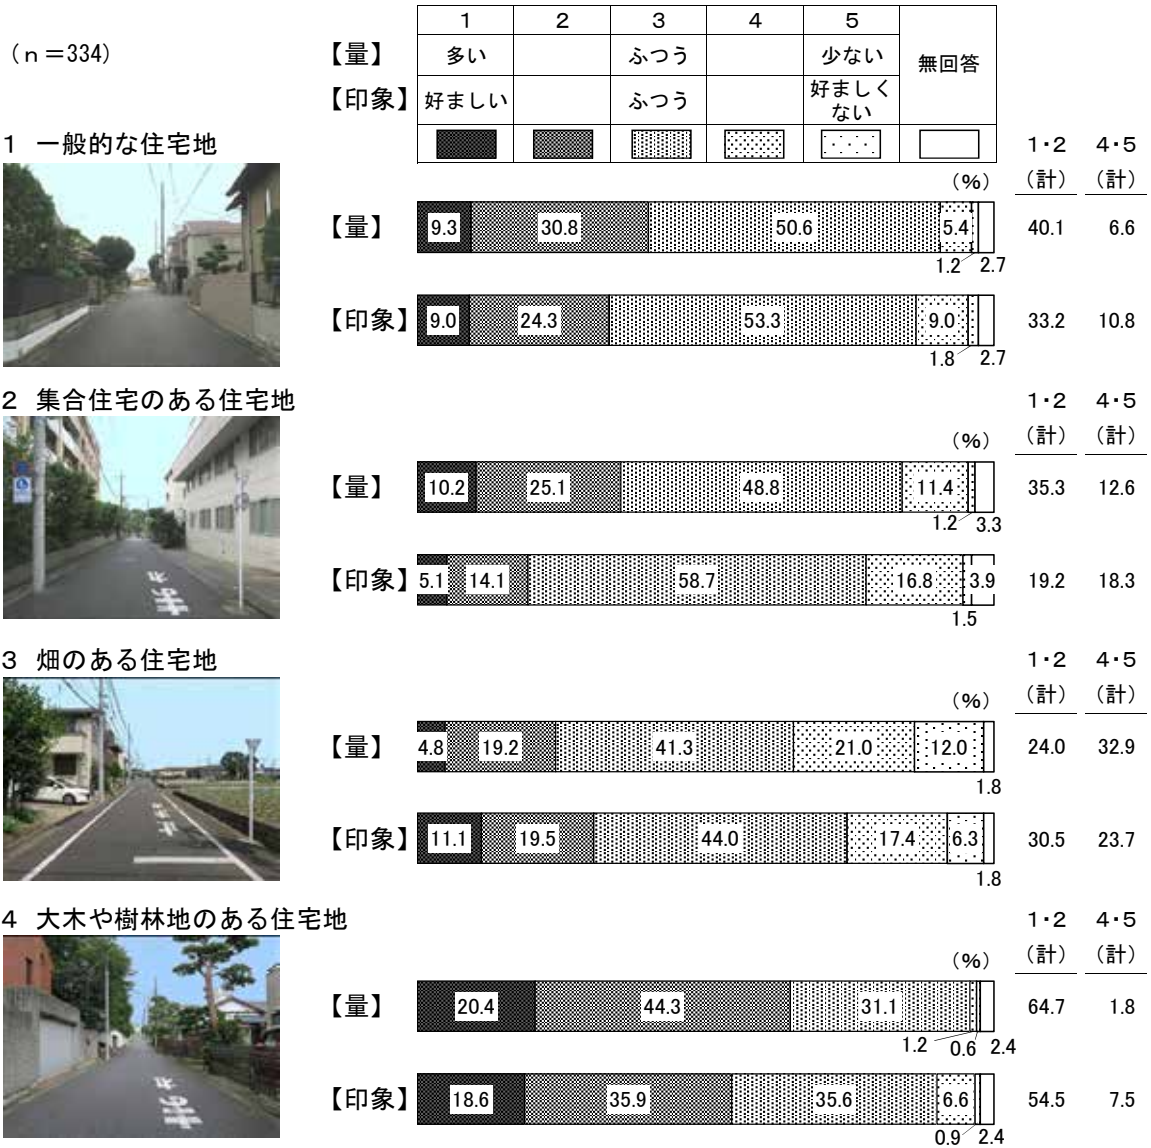 （ｎ＝334）
1 2 3 4 5 無回答
【量】 多い ふつう 少ない
【印象】 好ましい ふつう 好ましくない
1 一般的な住宅地
1・2（計） 4・5（計）
（%）
【量】 9.3 30.8 50.6 5.4 1.2 2.7 40.1 6.6
【印象】 9.0 24.3 53.3 9.0 1.8 2.7 33.2 10.8
2 集合住宅のある住宅地
1・2（計） 4・5（計）
（%）
【量】 10.2 25.1 48.8 11.4 1.2 3.3 35.3 12.6
【印象】 5.1 14.1 58.7 16.8 1.5 3.9 19.2 18.3
3 畑のある住宅地
1・2（計） 4・5（計）
（%）
【量】 4.8 19.2 41.3 21.0 12.0 1.8 24.0 32.9
【印象】 11.1 19.5 44.0 17.4 6.3 1.8 30.5 23.7
4 大木や樹林地のある住宅地
1・2（計） 4・5（計）
（%）
【量】 20.4 44.3 31.1 1.2 0.6 2.4 64.7 1.8
【印象】 18.6 35.9 35.6 6.6 0.9 2.4 54.5 7.5